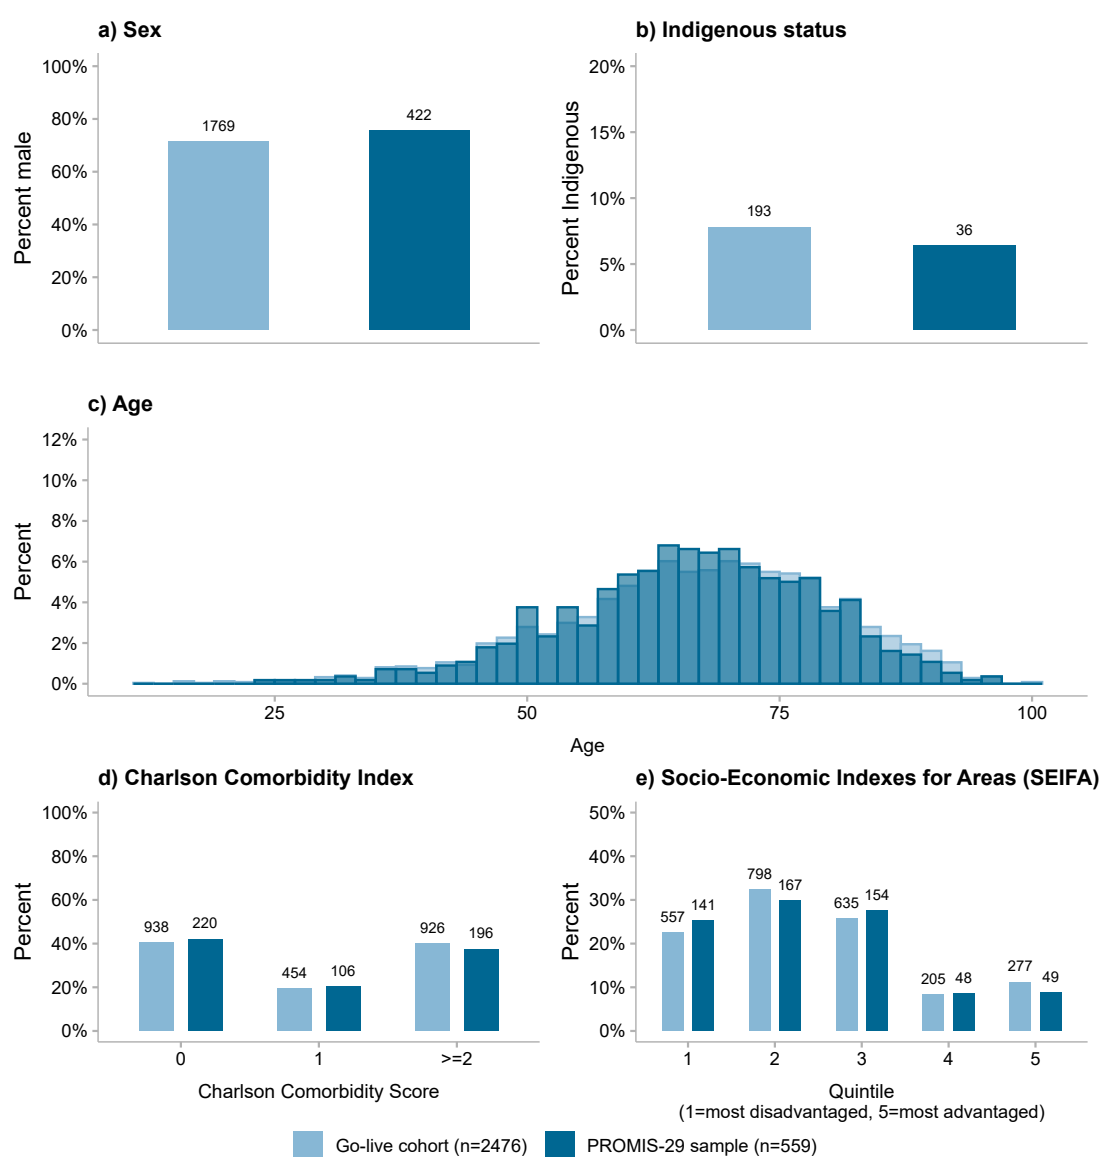 a) Sex
b) Indigenous status
Percent male
100%
80%
60%
40%
20%
0%
1769
422
Percent Indigenous
20%
15%
10%
5%
0%
193
36
c) Age
Percent
12%
10%
8%
6%
4%
2%
0%
25 50 75 100
Age
d) Charlson Comorbidity Index
e) Socio-Economic Indexes for Areas (SEIFA)
Percent
100%
80%
60%
40%
20%
0%
938 220 454 106 926 196
0 1 >=2
Charlson Comorbidity Score
Percent
50%
40%
30%
20%
10%
0%
557 141 798 167 635 154 205 48 277 49
1 2 3 4 5
Quintile
(1=most disadvantaged, 5=most advantaged)
Go-live cohort (n=2476) PROMIS-29 sample (n=559)